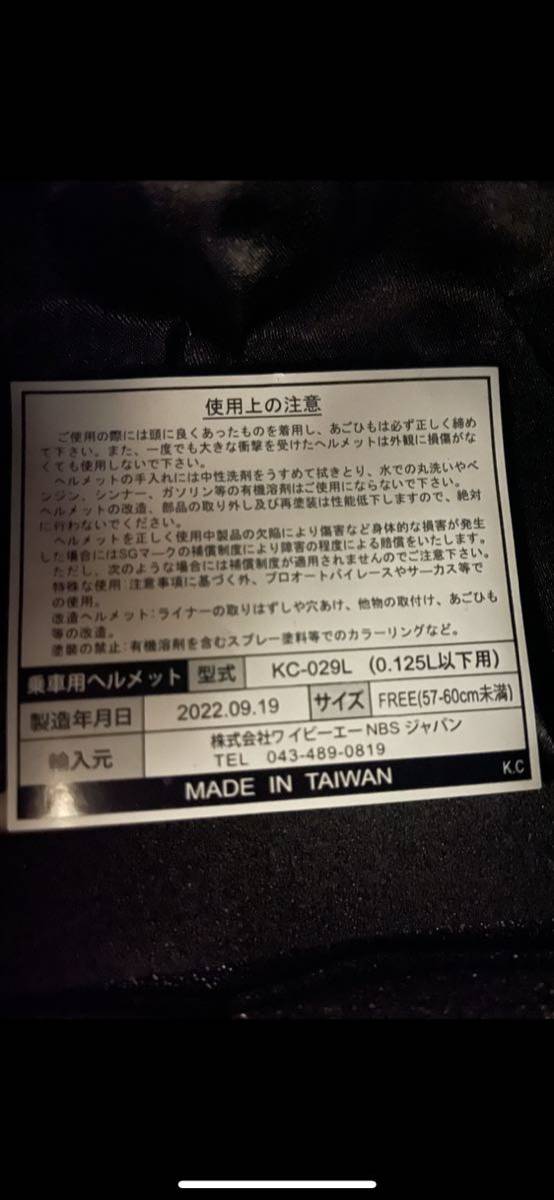 使用上の注意
ご使用の際には頭に良くあったものを着用し、あごひもは必ず正しく締め
て下さい。また、一度でも大きな衝撃を受けたヘルメットは外観に損傷がな
くても使用しないで下さい。
ヘルメットの手入れには中性洗剤をうすめて拭きとり、水での丸洗いやベ
ンジン、シンナー、ガソリン等の有機溶剤はご使用にならないで下さい。
ヘルメットの改造、部品の取り外し及び再塗装は性能低下しますので、絶対
に行わないでください。
ヘルメットを正しく使用中製品の欠陥により傷害など身体的な損害が発生
した場合にはSGマークの補償制度により障害の程度による賠償をいたします。
ただし、次のような場合には補償制度が適用されませんのでご注意下さい。
特殊な使用:注意事項に基づく外、プロオートバイレースやサーカス等で
の使用。
改造ヘルメット:ライナーの取りはずしや穴あけ、他物の取付け、あごひも
等の改造。
塗装の禁止:有機溶剤を含むスプレー塗料等でのカラーリングなど。
乗車用ヘルメット 型式 KC-029L (0.125L以下用)
製造年月日 2022.09.19 サイズ FREE(57-60cm未満)
輸入元 株式会社ワイビーエーNBSジャパン
TEL 043-489-0819
MADE IN TAIWAN K.C